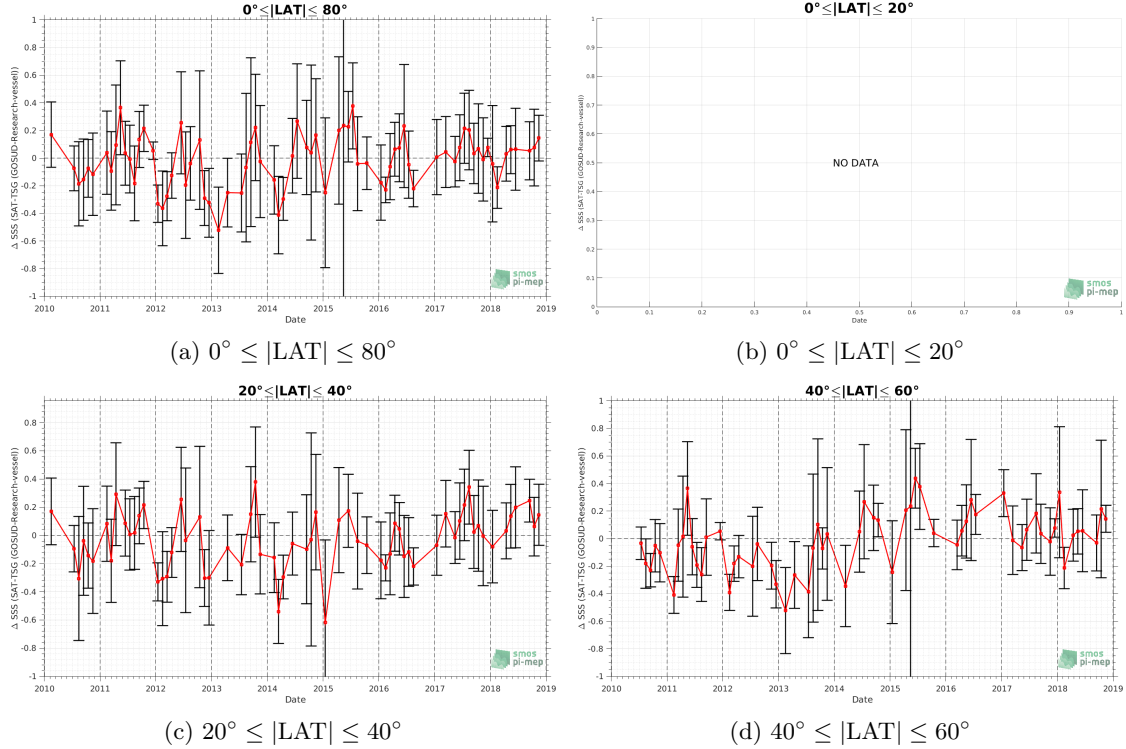 0°≤|LAT|≤ 80°
Δ SSS (SAT-TSG (GOSUD-Research-vessel))
1
0.8
0.6
0.4
0.2
0
-0.2
-0.4
-0.6
-0.8
-1
2010 2011 2012 2013 2014 2015 2016 2017 2018 2019
Date
smos
pi-mep
(a) 0° ≤ |LAT| ≤ 80°
0°≤|LAT|≤ 20°
Δ SSS (SAT-TSG (GOSUD-Research-vessel))
1
0.9
0.8
0.7
0.6
0.5
0.4
0.3
0.2
0.1
0
NO DATA
0 0.1 0.2 0.3 0.4 0.5 0.6 0.7 0.8 0.9 1
Date
smos
pi-mep
(b) 0° ≤ |LAT| ≤ 20°
20°≤|LAT|≤ 40°
Δ SSS (SAT-TSG (GOSUD-Research-vessel))
0.8
0.6
0.4
0.2
0
-0.2
-0.4
-0.6
-0.8
-1
2010 2011 2012 2013 2014 2015 2016 2017 2018 2019
Date
smos
pi-mep
(c) 20° ≤ |LAT| ≤ 40°
40°≤|LAT|≤ 60°
Δ SSS (SAT-TSG (GOSUD-Research-vessel))
1
0.8
0.6
0.4
0.2
0
-0.2
-0.4
-0.6
-0.8
-1
2010 2011 2012 2013 2014 2015 2016 2017 2018 2019
Date
smos
pi-mep
(d) 40° ≤ |LAT| ≤ 60°